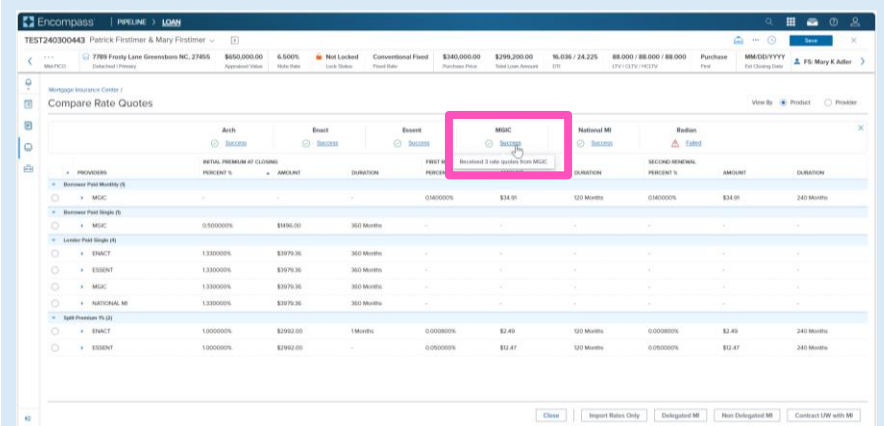 Encompass | PIPELINE > LOAN
TEST240300443 Patrick Firstimer & Mary Firstimer
Save
7789 Frosty Lane Greensboro NC, 27455 $650,000.00 6.500% Not Locked Conventional Fixed $340,000.00 $299,200.00 16.036 / 24.225 88.000 / 88.000 / 88.000 Purchase MM/DD/YYYY FS: Mary K Adler
Detached | Primary Appraised Value Note Rate Lock Status Fixed Rate Purchase Price Total Loan Amount DTI LTV / CLTV / HCLTV First Est Closing Date
Mortgage Insurance Center /
Compare Rate Quotes View By Product Provider
Arch Enact Essent MGIC National MI Radian
Success Success Success Success Success Failed
Received 3 rate quotes from MGIC
INITIAL PREMIUM AT CLOSING FIRST SECOND RENEWAL
PROVIDERS PERCENT % AMOUNT DURATION DURATION PERCENT % AMOUNT DURATION
Borrower Paid Monthly (1)
MGIC - - - 0.140000% $34.91 120 Months 0.140000% $34.91 240 Months
Borrower Paid Single (1)
MGIC 0.500000% $1496.00 360 Months - - - - - -
Lender Paid Single (4)
ENACT 1.330000% $3979.36 360 Months - - - - - -
ESSENT 1.330000% $3979.36 360 Months - - - - - -
MGIC 1.330000% $3979.36 360 Months - - - - - -
NATIONAL MI 1.330000% $3979.36 360 Months - - - - - -
Split Premium 1% (2)
ENACT 1.000000% $2992.00 1 Months 0.000800% $2.49 120 Months 0.000800% $2.49 240 Months
ESSENT 1.000000% $2992.00 - 0.050000% $12.47 120 Months 0.050000% $12.47 240 Months
Close Import Rates Only Delegated MI Non Delegated MI Contract UW with MI